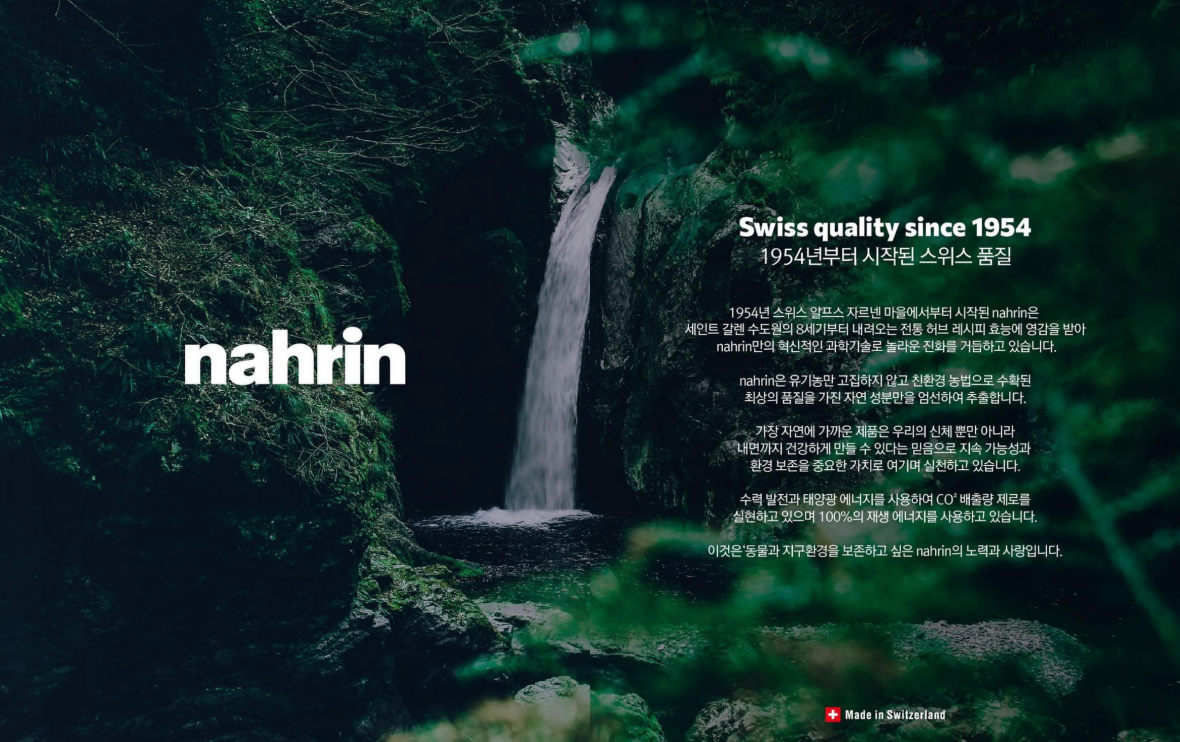 nahrin
Swiss quality since 1954
1954년부터 시작된 스위스 품질
1954년 스위스 알프스 자르넨 마을에서부터 시작된 nahrin은
세인트 갈렌 수도원의 8세기부터 내려오는 전통 허브 레시피 효능에 영감을 받아
nahrin만의 혁신적인 과학기술로 놀라운 진화를 거듭하고 있습니다.
nahrin은 유기농만 고집하지 않고 친환경 농법으로 수확된
최상의 품질을 가진 자연 성분만을 엄선하여 추출합니다.
가장 자연에 가까운 제품은 우리의 신체 뿐만 아니라
내면까지 건강하게 만들 수 있다는 믿음으로 지속 가능성과
환경 보존을 중요한 가치로 여기며 실천하고 있습니다.
수력 발전과 태양광 에너지를 사용하여 CO² 배출량 제로를
실현하고 있으며 100%의 재생 에너지를 사용하고 있습니다.
이것은 동물과 지구환경을 보존하고 싶은 nahrin의 노력과 사랑입니다.
Made in Switzerland